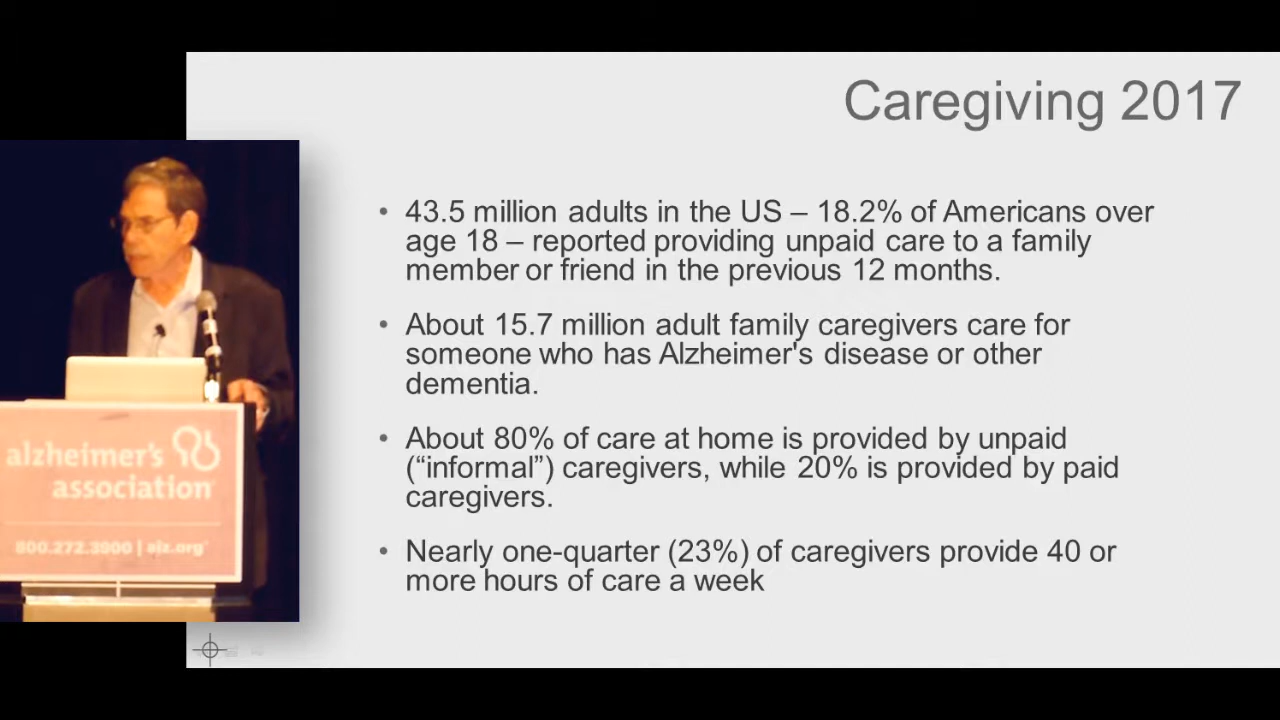 Caregiving 2017
• 43.5 million adults in the US – 18.2% of Americans over
age 18 – reported providing unpaid care to a family
member or friend in the previous 12 months.
• About 15.7 million adult family caregivers care for
someone who has Alzheimer's disease or other
dementia.
• About 80% of care at home is provided by unpaid
(“informal”) caregivers, while 20% is provided by paid
caregivers.
• Nearly one-quarter (23%) of caregivers provide 40 or
more hours of care a week
alzheimer's
association
800.272.3900 | alz.org